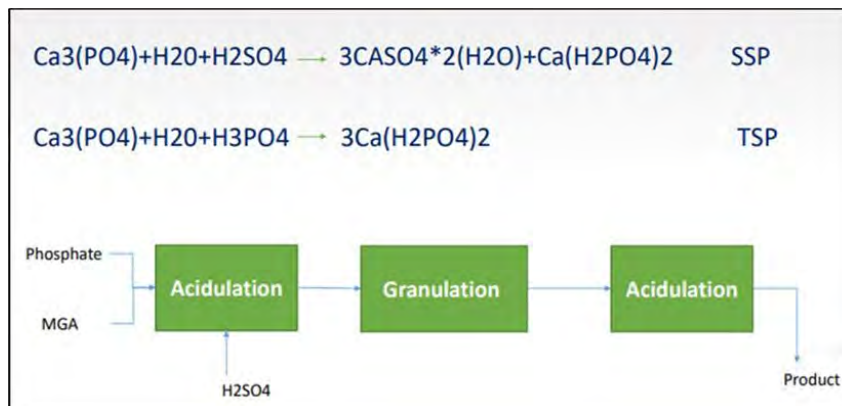 Ca3(PO4)+H20+H2SO4 → 3CASO4*2(H2O)+Ca(H2PO4)2 SSP
Ca3(PO4)+H20+H3PO4 → 3Ca(H2PO4)2 TSP
Phosphate
Acidulation
Granulation
Acidulation
MGA
H2SO4
Product